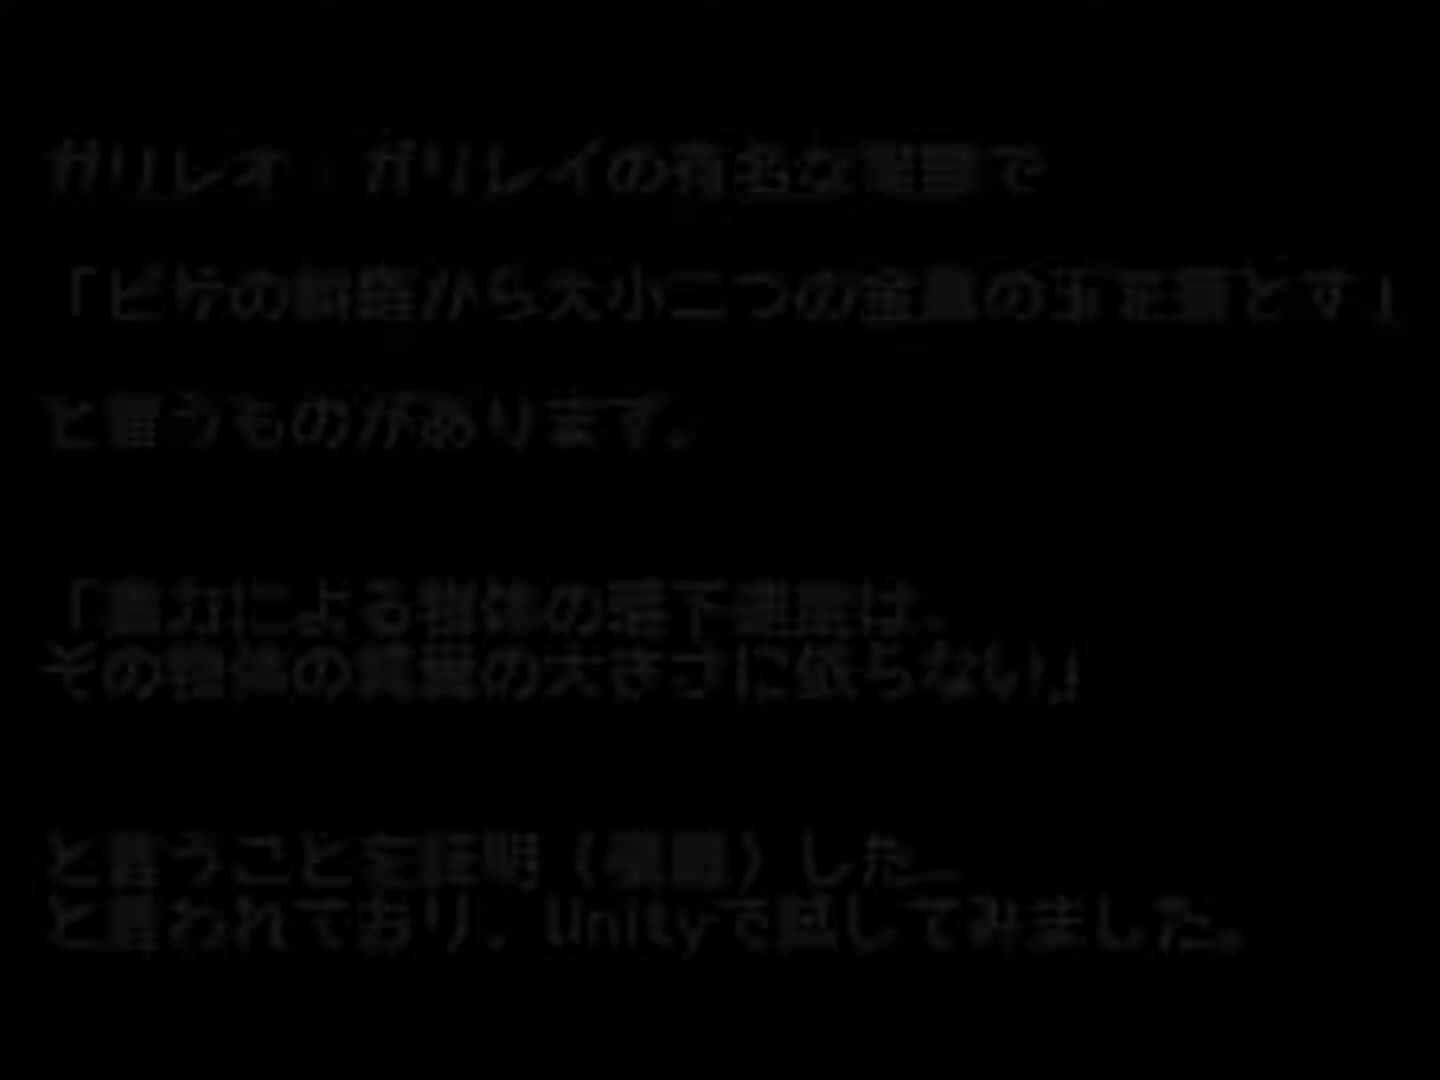 ガリレオ・ガリレイの有名な実験で
「ピサの斜塔から大小二つの金属の玉を落とす」
と言うものがあります。
「重力による物体の落下速度は、
その物体の質量の大きさに依らない」
と言うことを証明（検証）した…
と言われており、Unityで試してみました。